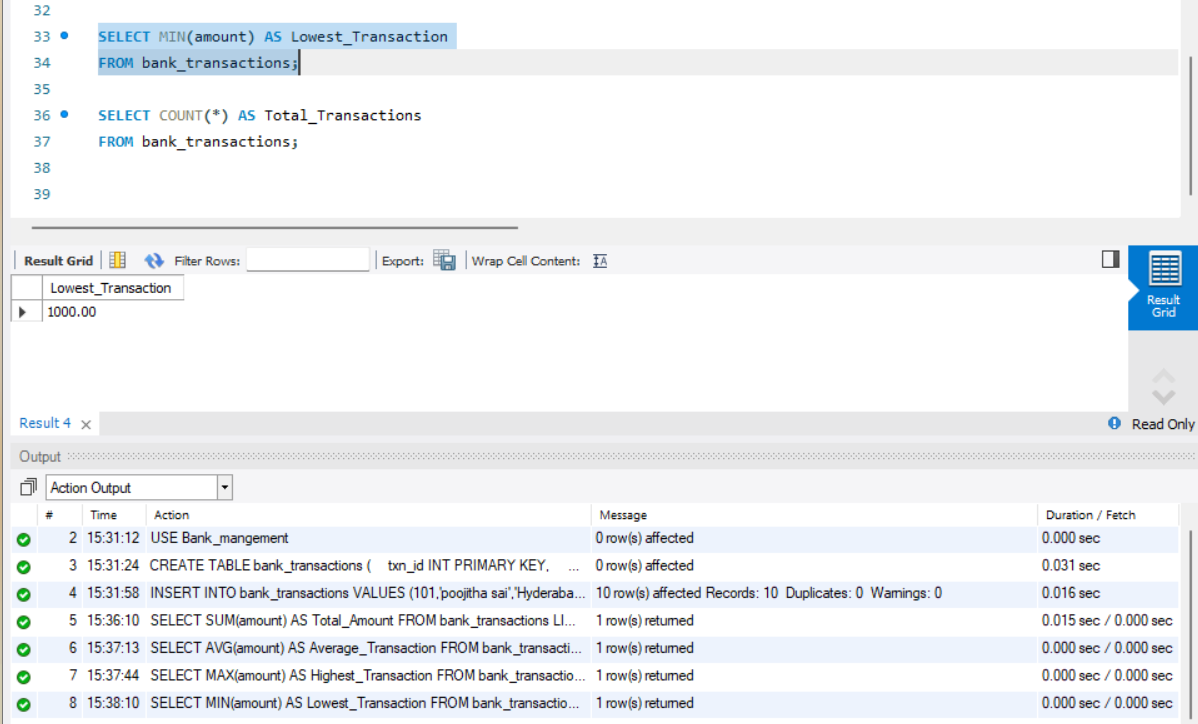 32
33 SELECT MIN(amount) AS Lowest_Transaction
34 FROM bank_transactions;
35
36 SELECT COUNT(*) AS Total_Transactions
37 FROM bank_transactions;
38
39
Result Grid Filter Rows: Export: Wrap Cell Content: IA
Lowest_Transaction
1000.00
Result
Grid
Result 4 × Read Only
Output
Action Output
# Time Action Message Duration / Fetch
2 15:31:12 USE Bank_mangement 0 row(s) affected 0.000 sec
3 15:31:24 CREATE TABLE bank_transactions ( txn_id INT PRIMARY KEY, ... 0 row(s) affected 0.031 sec
4 15:31:58 INSERT INTO bank_transactions VALUES (101,'poojitha sai','Hyderaba... 10 row(s) affected Records: 10 Duplicates: 0 Warnings: 0 0.016 sec
5 15:36:10 SELECT SUM(amount) AS Total_Amount FROM bank_transactions LI... 1 row(s) returned 0.015 sec / 0.000 sec
6 15:37:13 SELECT AVG(amount) AS Average_Transaction FROM bank_transacti... 1 row(s) returned 0.000 sec / 0.000 sec
7 15:37:44 SELECT MAX(amount) AS Highest_Transaction FROM bank_transactio... 1 row(s) returned 0.000 sec / 0.000 sec
8 15:38:10 SELECT MIN(amount) AS Lowest_Transaction FROM bank_transactio... 1 row(s) returned 0.000 sec / 0.000 sec